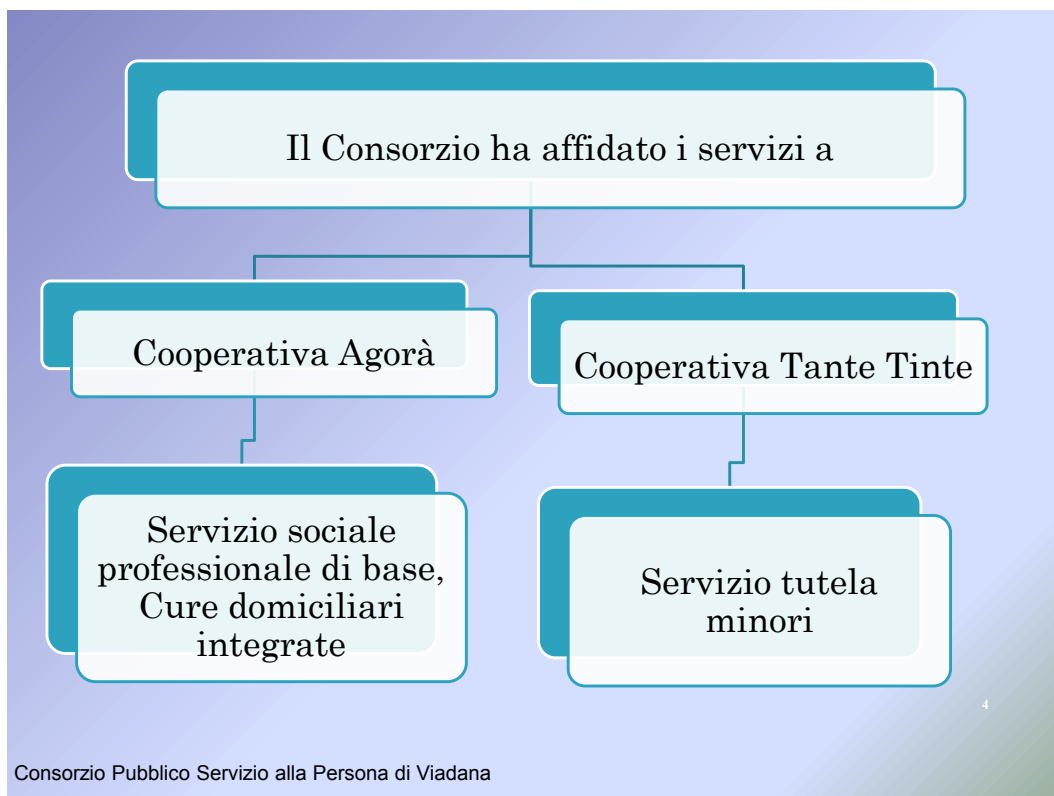 Il Consorzio ha affidato i servizi a
Cooperativa Agorà
Cooperativa Tante Tinte
Servizio sociale
professionale di base,
Cure domiciliari
integrate
Servizio tutela
minori
4
Consorzio Pubblico Servizio alla Persona di Viadana